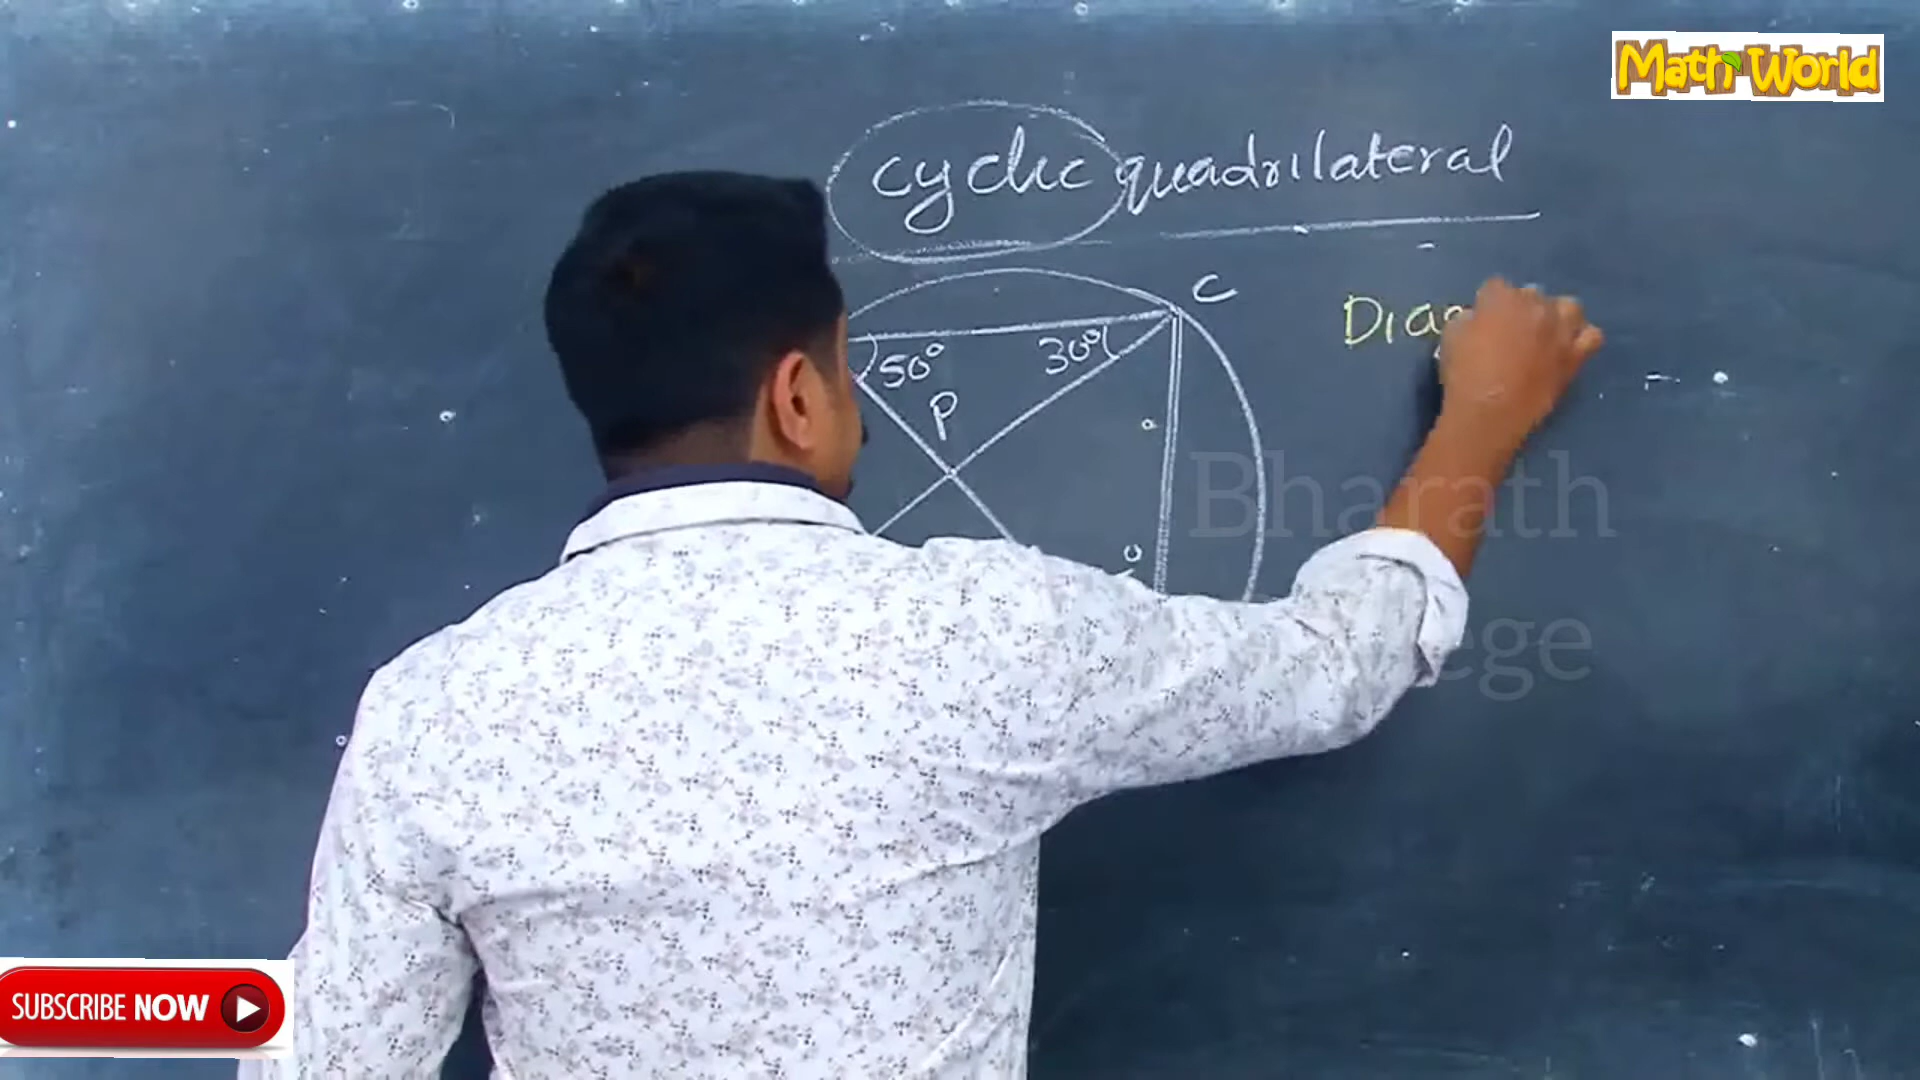 Math World
cyclic quadrilateral
C
50°
30°
P
Bharath
SUBSCRIBE NOW